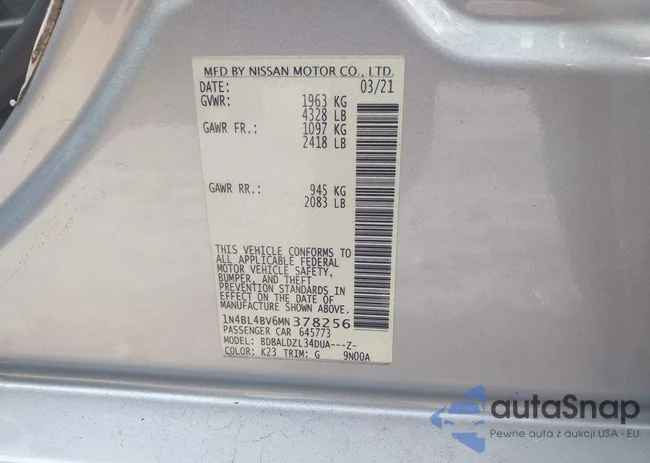 MFD BY NISSAN MOTOR CO., LTD.
DATE: 03/21
GVWR: 1963 KG
4328 LB
GAWR FR.: 1097 KG
2418 LB
GAWR RR.: 945 KG
2083 LB
THIS VEHICLE CONFORMS TO
ALL APPLICABLE FEDERAL
MOTOR VEHICLE SAFETY,
BUMPER, AND THEFT
PREVENTION STANDARDS IN
EFFECT ON THE DATE OF
MANUFACTURE SHOWN ABOVE.
1N4BL4BV6MN378256
PASSENGER CAR 645773
MODEL: BDBALDZL34DUA---Z-
COLOR: K23 TRIM: G 9N00A
autaSnap
Pewne auta z aukcji USA i EU